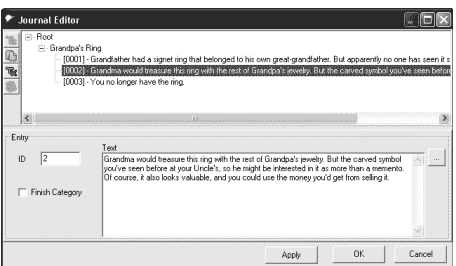 Journal Editor
Root
Grandpa's Ring
[0001] - Grandfather had a signet ring that belonged to his own great-grandfather. But apparently no one has seen it s
[0002] - Grandma would treasure this ring with the rest of Grandpa's jewelry. But the carved symbol you've seen before
[0003] - You no longer have the ring.
Entry
ID 2
Text
Grandma would treasure this ring with the rest of Grandpa's jewelry. But the carved symbol
you've seen before at your Uncle's, so he might be interested in it as more than a memento.
Of course, it also looks valuable, and you could use the money you'd get from selling it.
...
Finish Category
Apply OK Cancel